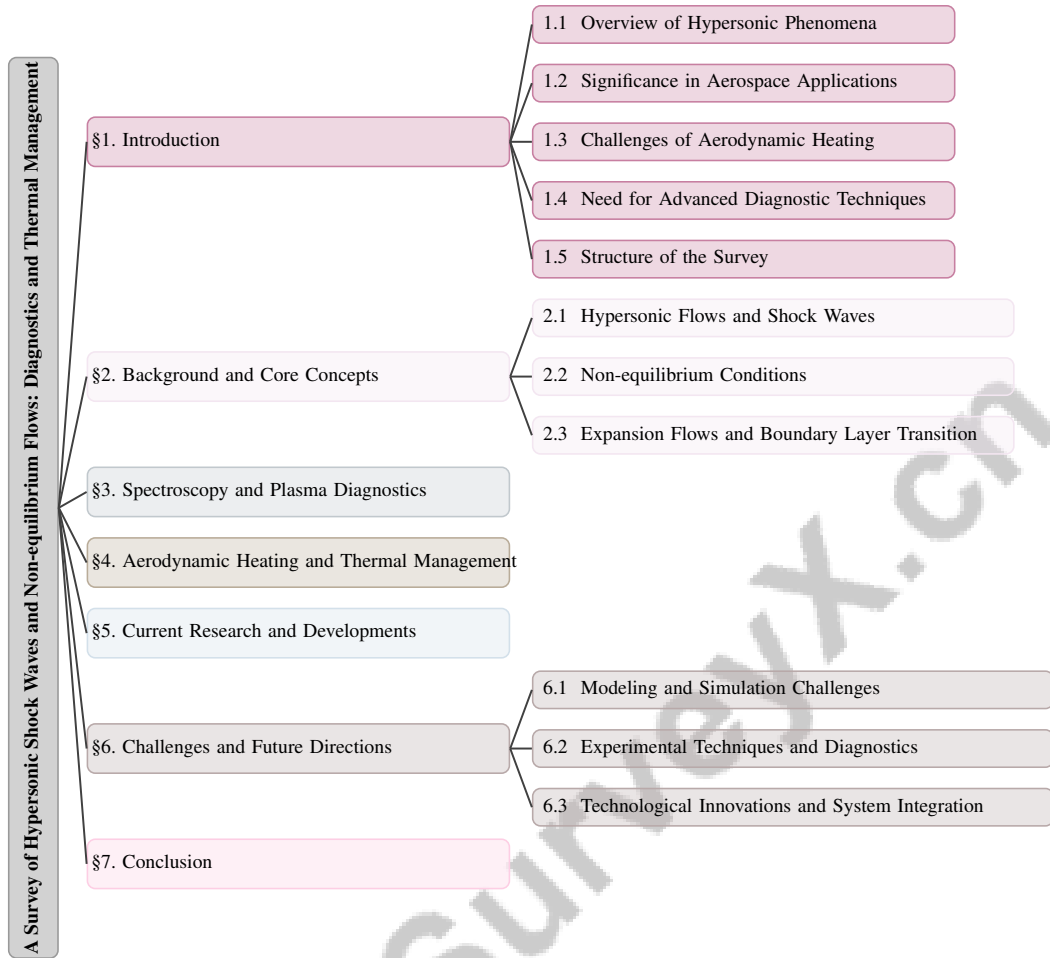 A Survey of Hypersonic Shock Waves and Non-equilibrium Flows: Diagnostics and Thermal Management
§1. Introduction
1.1 Overview of Hypersonic Phenomena
1.2 Significance in Aerospace Applications
1.3 Challenges of Aerodynamic Heating
1.4 Need for Advanced Diagnostic Techniques
1.5 Structure of the Survey
§2. Background and Core Concepts
2.1 Hypersonic Flows and Shock Waves
2.2 Non-equilibrium Conditions
2.3 Expansion Flows and Boundary Layer Transition
§3. Spectroscopy and Plasma Diagnostics
§4. Aerodynamic Heating and Thermal Management
§5. Current Research and Developments
§6. Challenges and Future Directions
6.1 Modeling and Simulation Challenges
6.2 Experimental Techniques and Diagnostics
6.3 Technological Innovations and System Integration
§7. Conclusion
SurveyX.cn